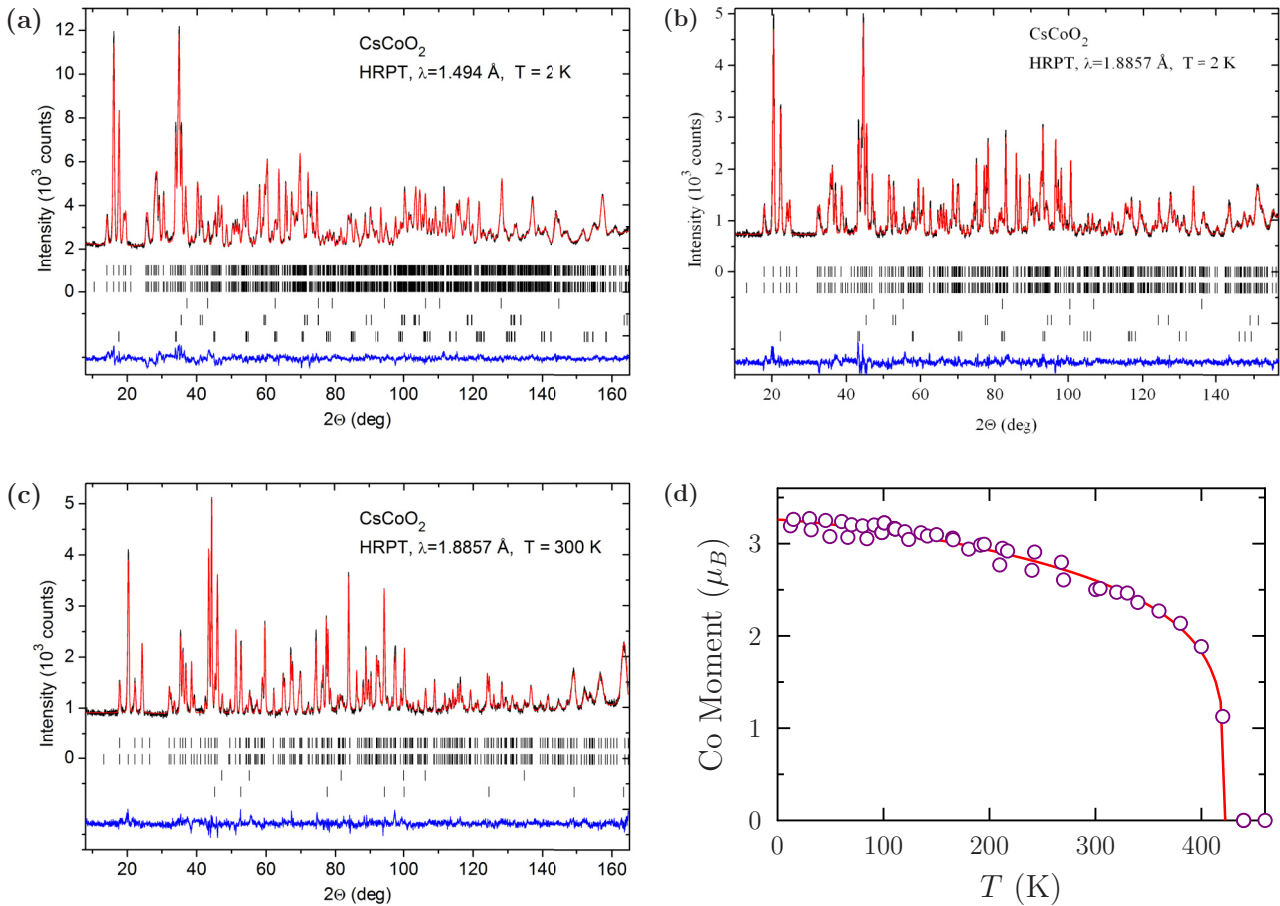 (a)
CsCoO₂
HRPT, λ=1.494 Å, T = 2 K
Intensity (10³ counts)
12
10
8
6
4
2
0
20 40 60 80 100 120 140 160
2Θ (deg)
(b)
CsCoO₂
HRPT, λ=1.8857 Å, T = 2 K
Intensity (10³ counts)
5
4
3
2
1
0
20 40 60 80 100 120 140
2Θ (deg)
(c)
CsCoO₂
HRPT, λ=1.8857 Å, T = 300 K
Intensity (10³ counts)
5
4
3
2
1
0
20 40 60 80 100 120 140 160
2Θ (deg)
(d)
Co Moment (μ_B)
3
2
1
0
0 100 200 300 400
T (K)